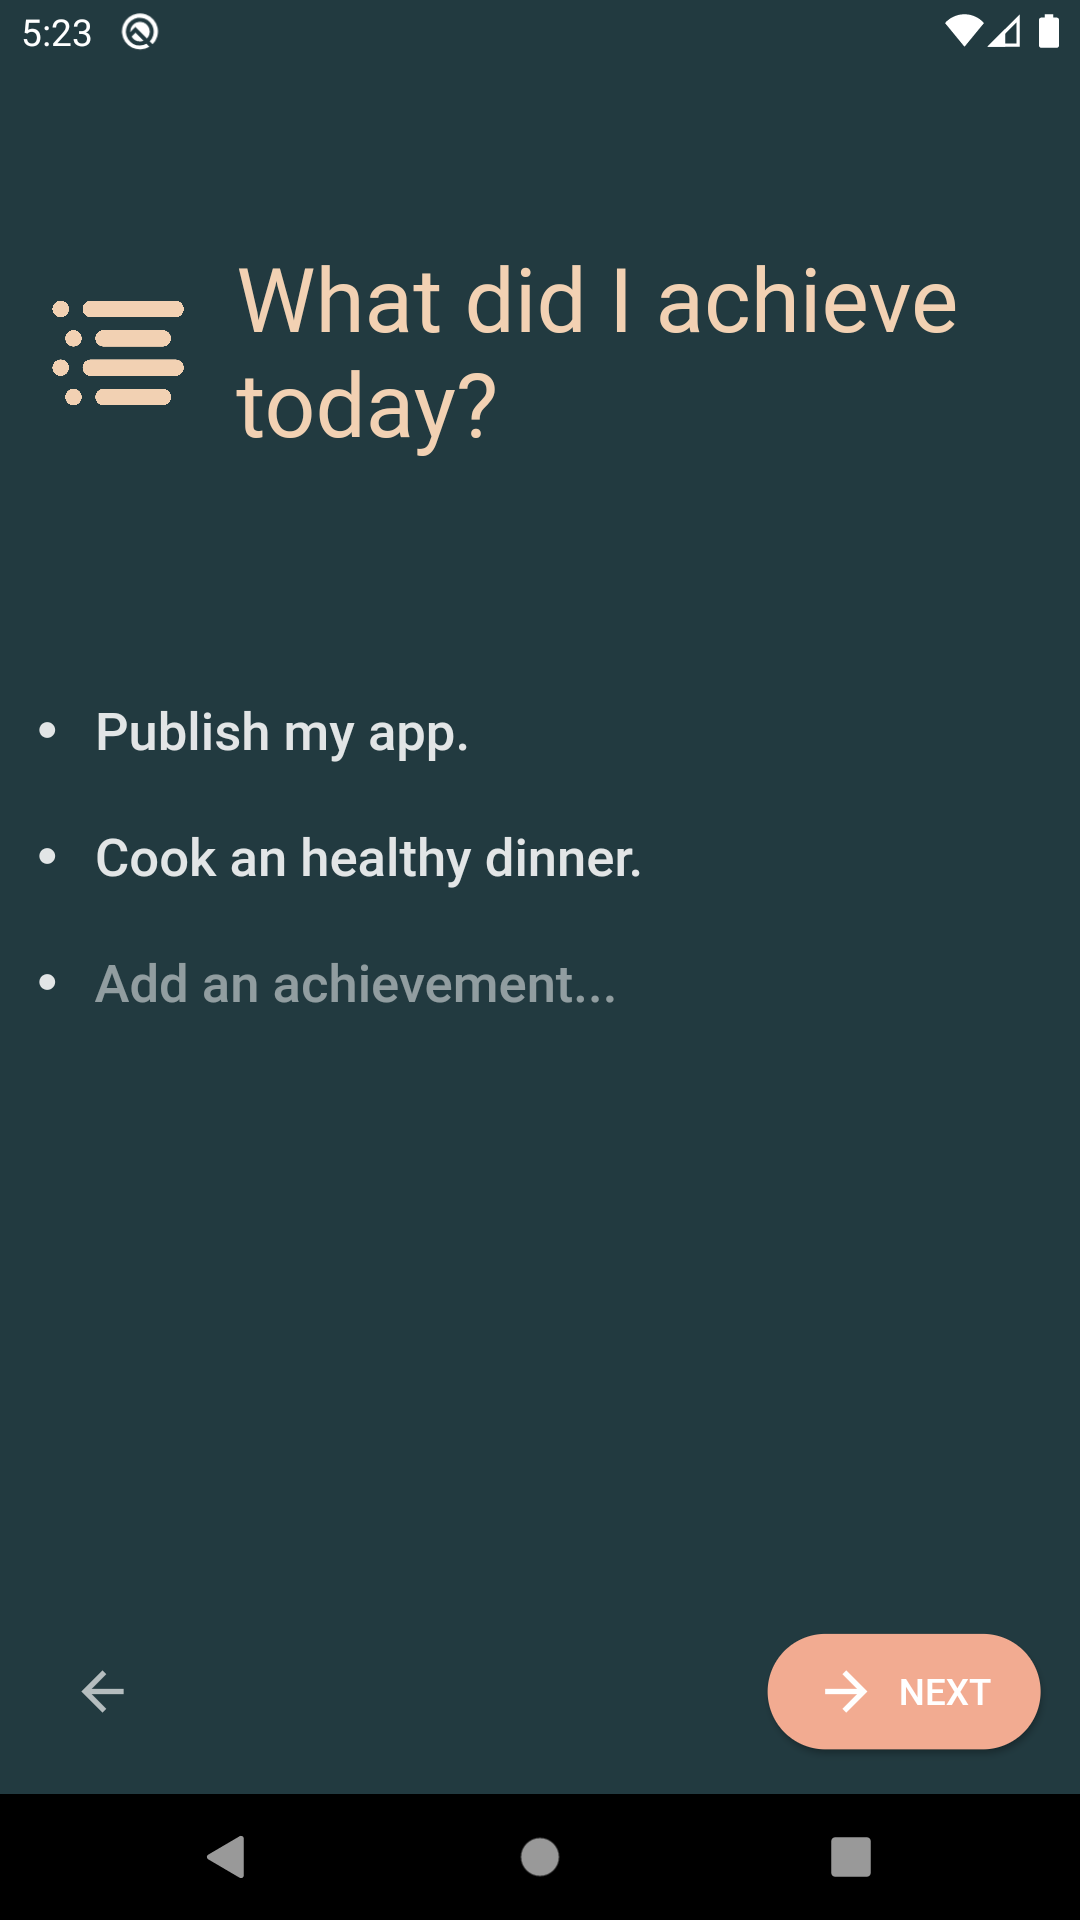 5:23
What did I achieve
today?
• Publish my app.
• Cook an healthy dinner.
• Add an achievement...
NEXT